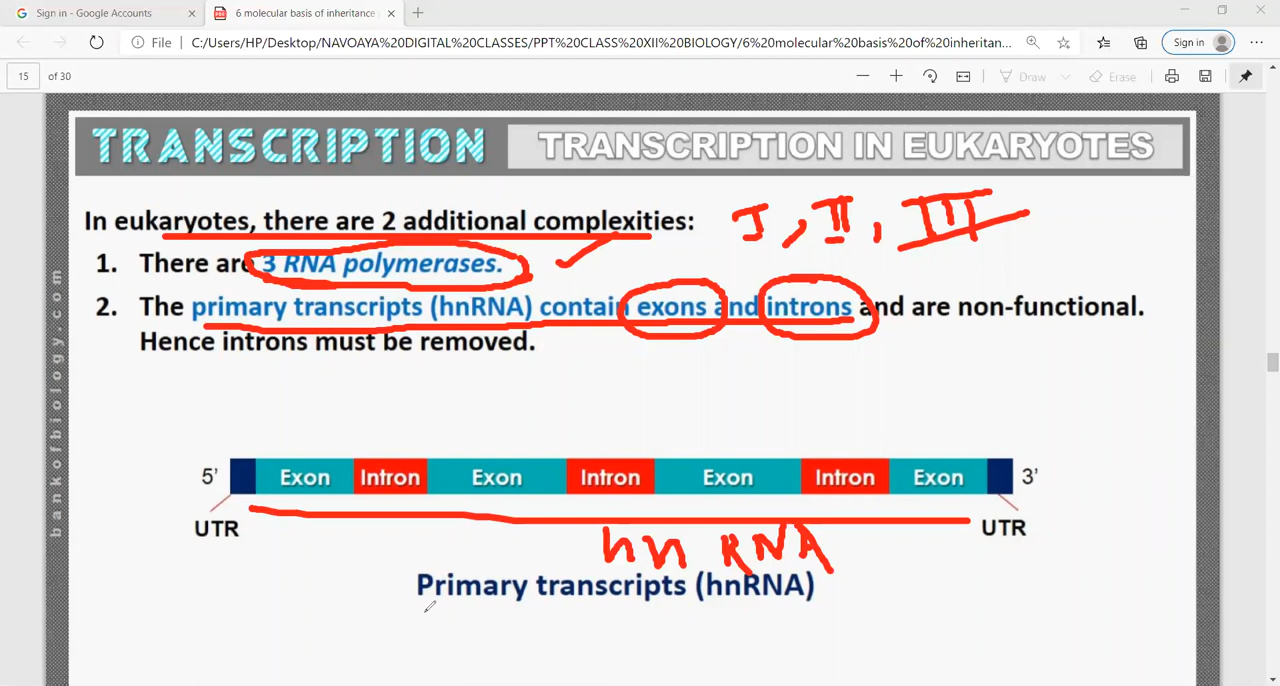 Sign in - Google Accounts
6 molecular basis of inheritance
File
C:/Users/HP/Desktop/NAVOAYA%20DIGITAL%20CLASSES/PPT%20CLASS%20XII%20BIOLOGY/6%20molecular%20basis%20of%20inheritan...
Sign in
15 of 30
Draw
Erase
TRANSCRIPTION
TRANSCRIPTION IN EUKARYOTES
In eukaryotes, there are 2 additional complexities:
I, II, III
1. There are 3 RNA polymerases.
2. The primary transcripts (hnRNA) contain exons and introns and are non-functional.
Hence introns must be removed.
bankofbiology.com
5’ Exon Intron Exon Intron Exon Intron Exon 3’
UTR UTR
hn RNA
Primary transcripts (hnRNA)